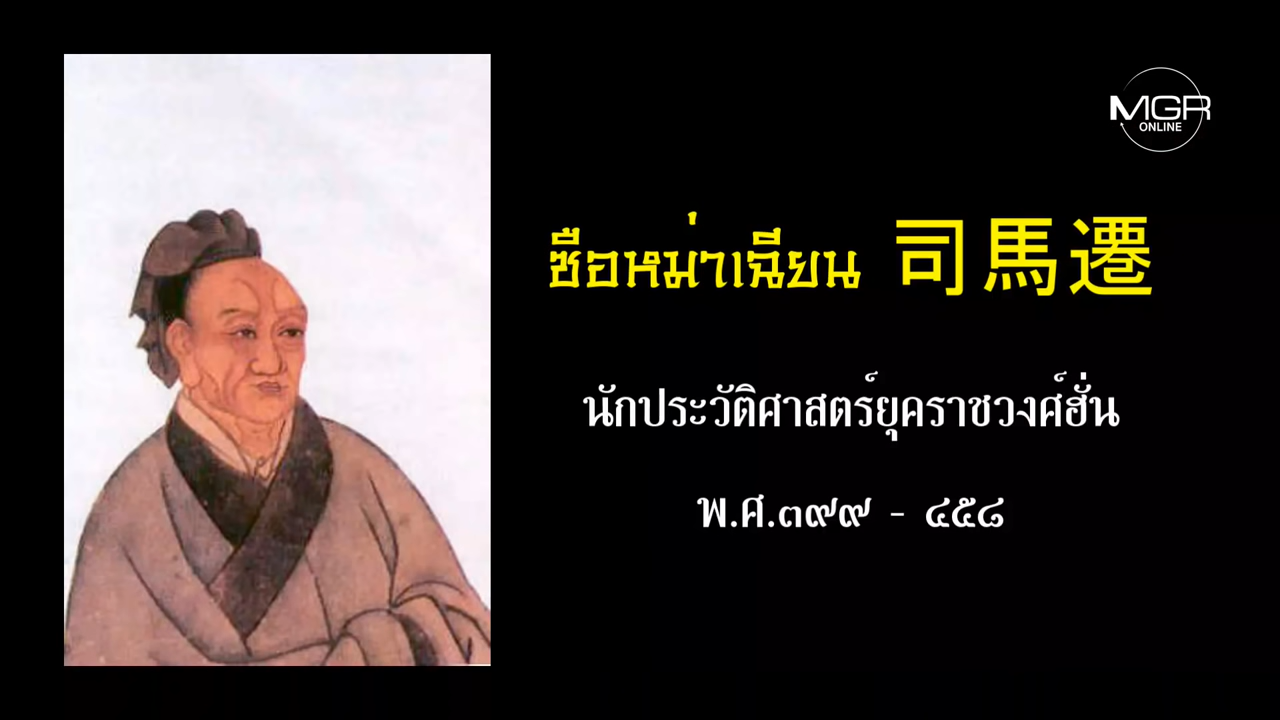 MGR
ONLINE
ซือหม่าเฉียน 司馬遷
นักประวัติศาสตร์ยุคราชวงศ์ฮั่น
พ.ศ.๓๙๙ - ๔๕๘